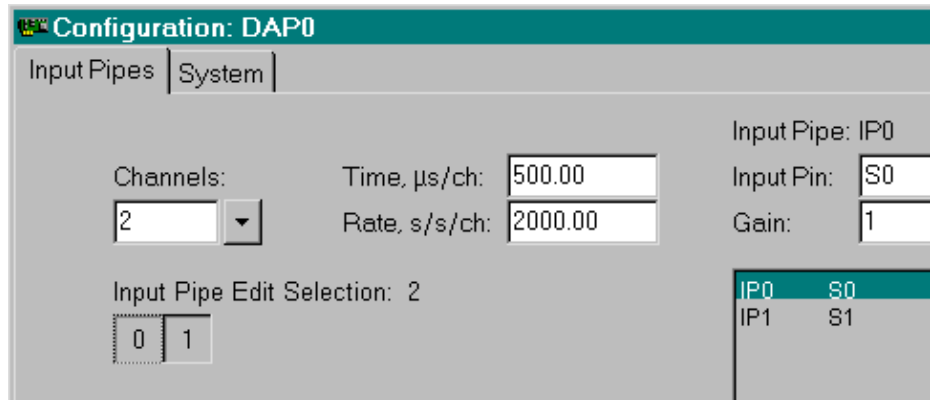 Configuration: DAP0
Input Pipes System
Input Pipe: IP0
Channels: Time, µs/ch: 500.00 Input Pin: S0
2 Rate, s/s/ch: 2000.00 Gain: 1
Input Pipe Edit Selection: 2
IP0 S0
IP1 S1
0 1